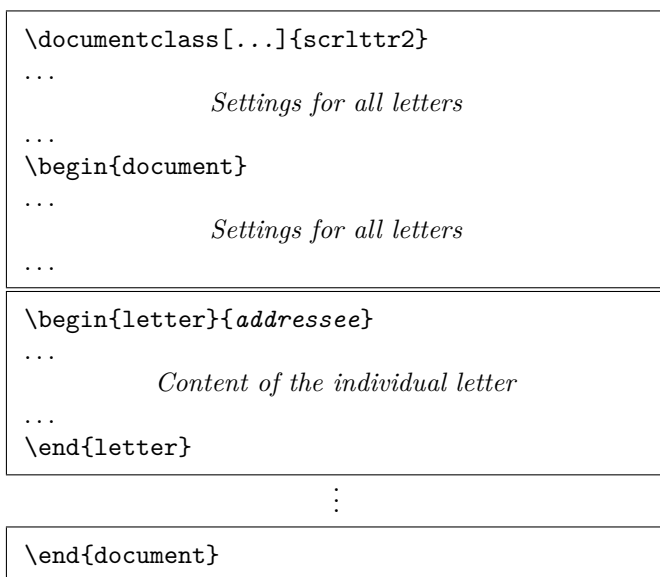 \documentclass[...]{scrlttr2}
...
Settings for all letters
...
\begin{document}
...
Settings for all letters
...
\begin{letter}{addressee}
...
Content of the individual letter
...
\end{letter}
⋮
\end{document}